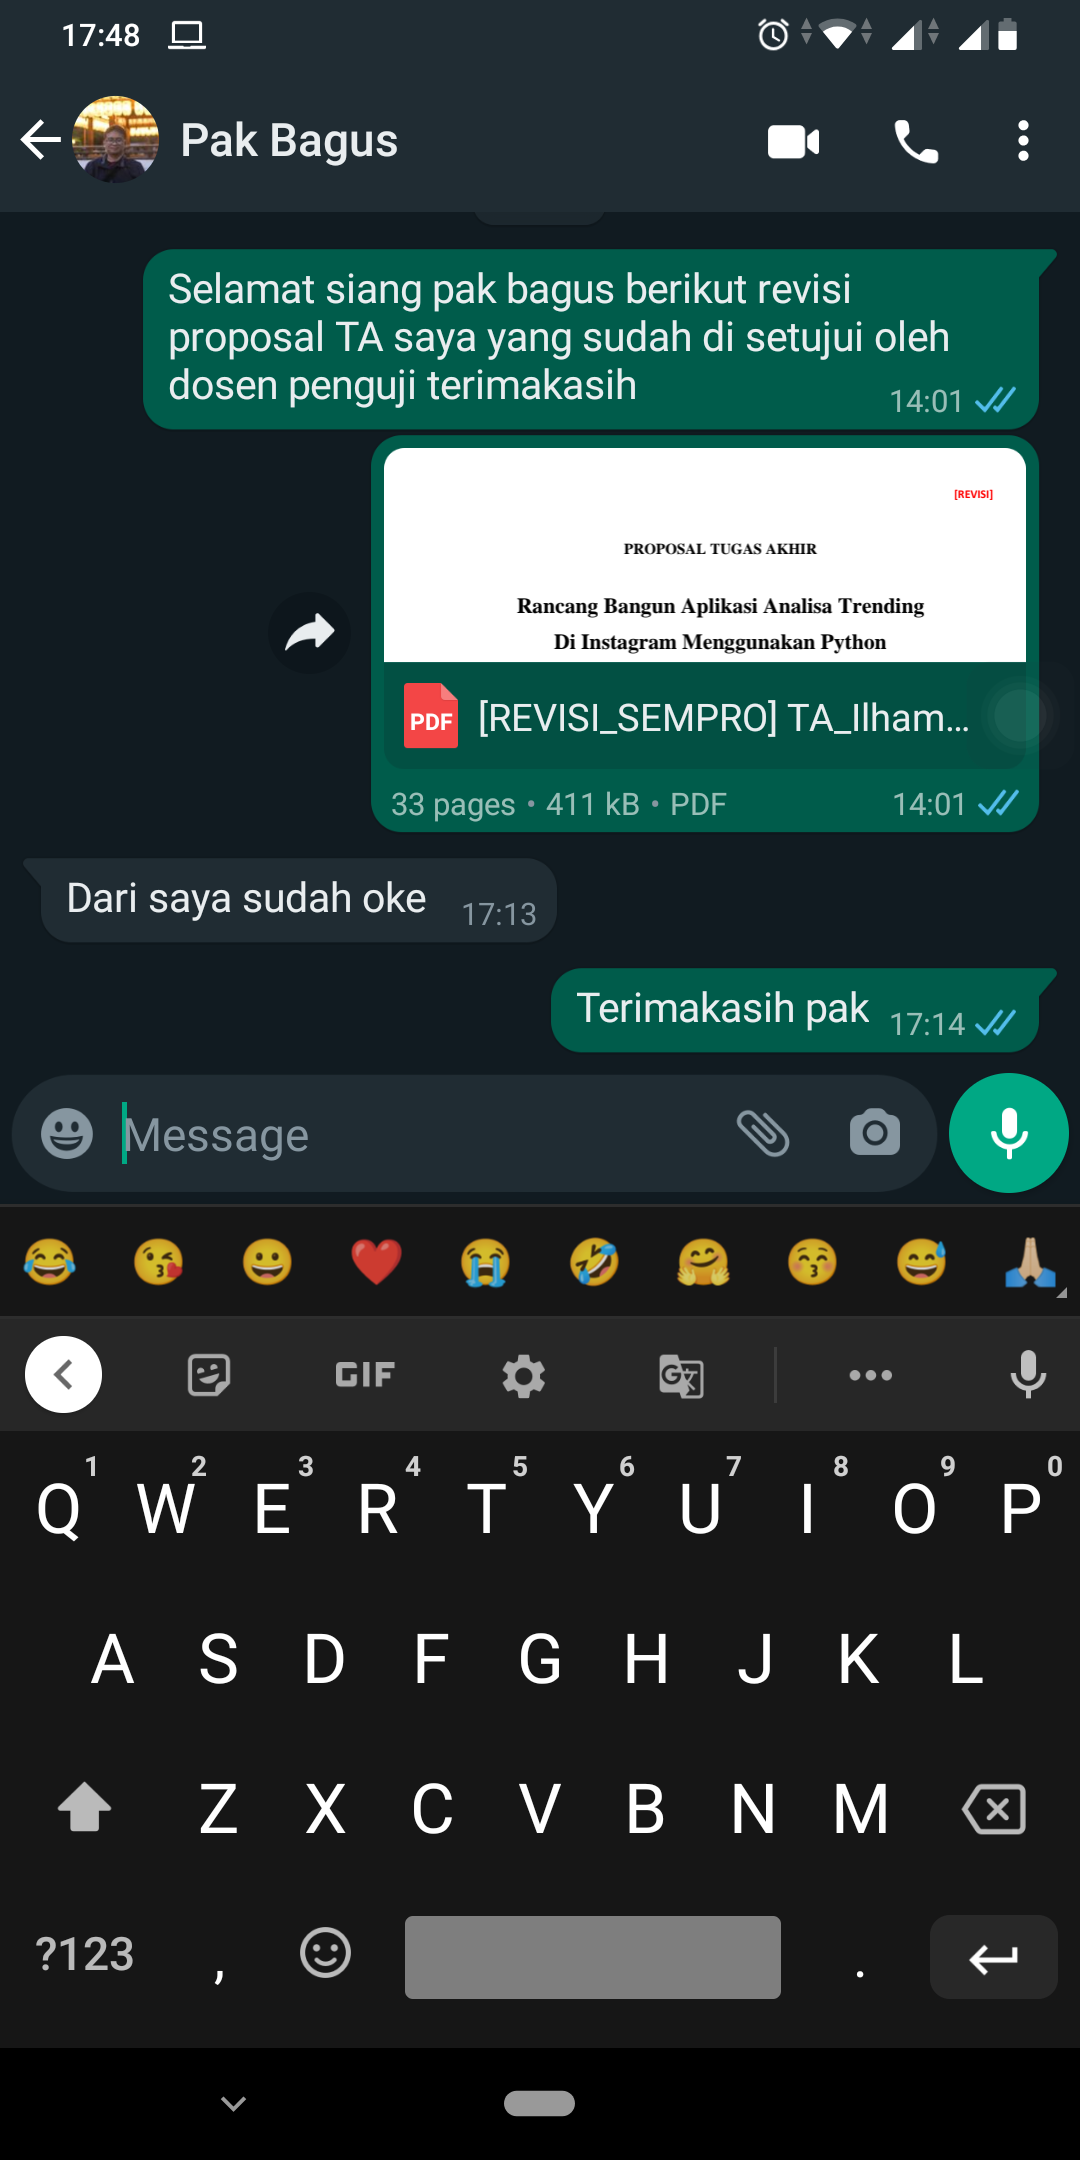 17:48
Pak Bagus
Selamat siang pak bagus berikut revisi
proposal TA saya yang sudah di setujui oleh
dosen penguji terimakasih
14:01
[REVISI]
PROPOSAL TUGAS AKHIR
Rancang Bangun Aplikasi Analisa Trending
Di Instagram Menggunakan Python
PDF
[REVISI_SEMPRO] TA_Ilham...
33 pages • 411 kB • PDF
14:01
Dari saya sudah oke
17:13
Terimakasih pak
17:14
Message
GIF
1 2 3 4 5 6 7 8 9 0
Q W E R T Y U I O P
A S D F G H J K L
Z X C V B N M
?123 , .